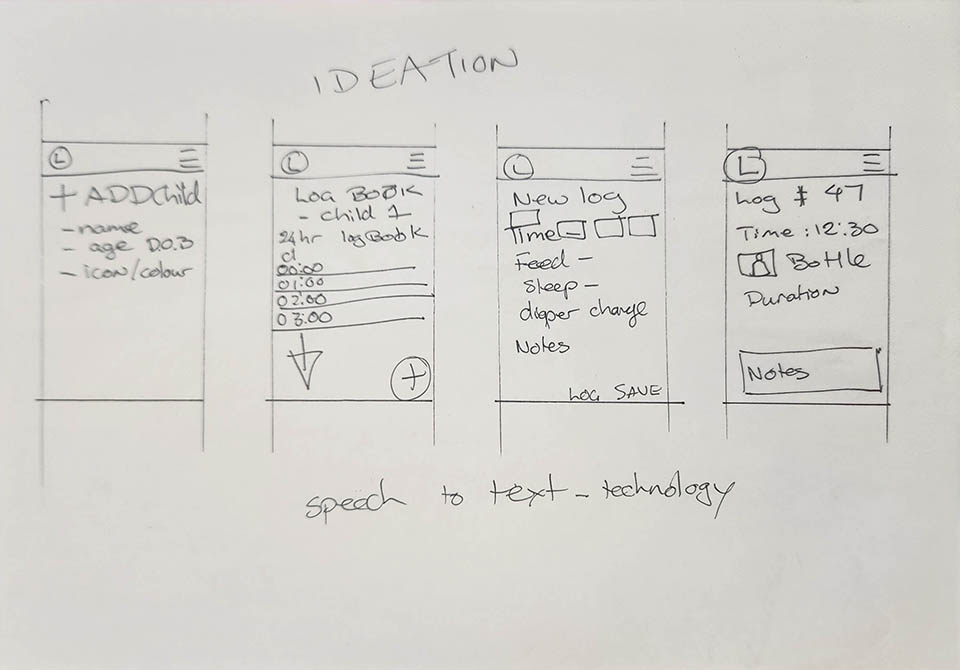 IDEATION
L
+ ADD Child
- name
- age D.O.B
- icon/colour
L
LOG BOOK
- child 1
24hr logBook
00:00
01:00
02:00
03:00
+
L
New log
Time
Feed -
Sleep -
diaper change
Notes
LOG SAVE
L
Log # 47
Time : 12:30
Bottle
Duration
Notes
speech to text - technology